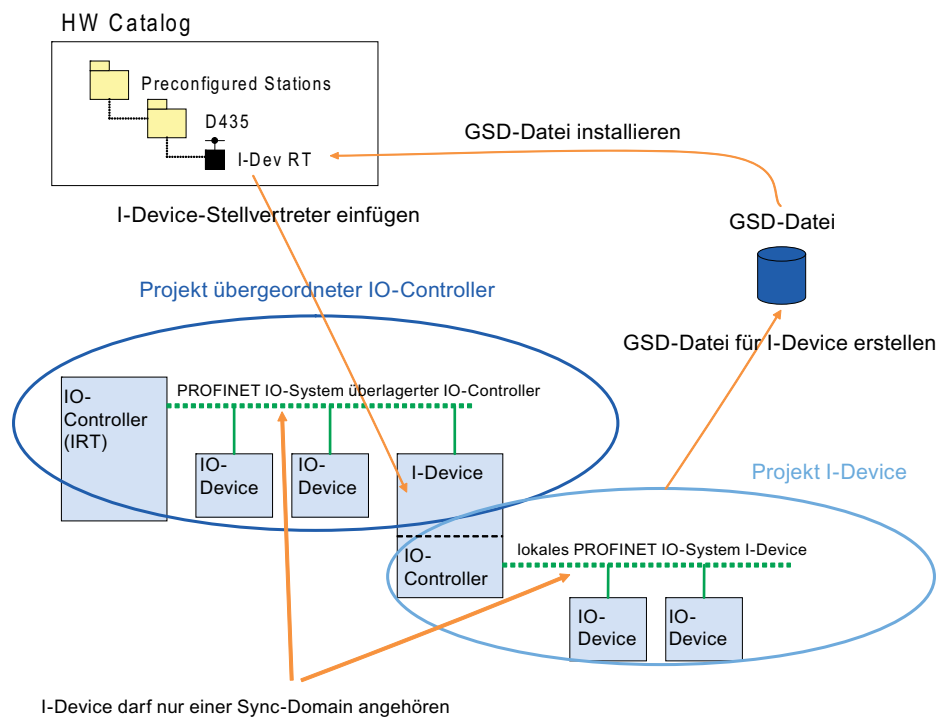 HW Catalog
Preconfigured Stations
D435
I-Dev RT
GSD-Datei installieren
I-Device-Stellvertreter einfügen
GSD-Datei
Projekt übergeordneter IO-Controller
GSD-Datei für I-Device erstellen
PROFINET IO-System überlagerter IO-Controller
IO-
Controller
(IRT)
IO-
Device
IO-
Device
I-Device
Projekt I-Device
IO-
Controller
lokales PROFINET IO-System I-Device
IO-
Device
IO-
Device
I-Device darf nur einer Sync-Domain angehören